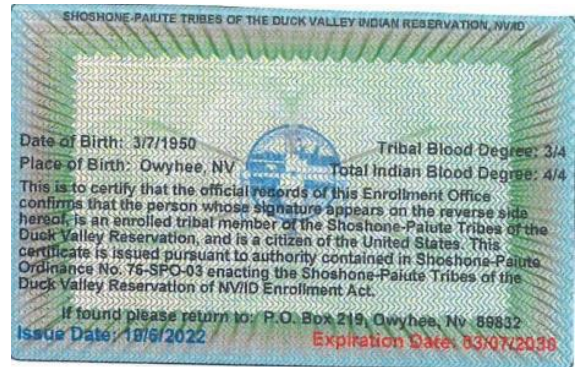 SHOSHONE-PAIUTE TRIBES OF THE DUCK VALLEY INDIAN RESERVATION, NV/ID
Date of Birth: 3/7/1950 Tribal Blood Degree: 3/4
Place of Birth: Owyhee, NV Total Indian Blood Degree: 4/4
This is to certify that the official records of this Enrollment Office
confirms that the person whose signature appears on the reverse side
hereof, is an enrolled tribal member of the Shoshone-Paiute Tribes of the
Duck Valley Reservation, and is a citizen of the United States. This
certificate is issued pursuant to authority contained in Shoshone-Paiute
Ordinance No. 76-SPO-03 enacting the Shoshone-Paiute Tribes of the
Duck Valley Reservation of NV/ID Enrollment Act.
If found please return to: P.O. Box 219, Owyhee, Nv 89832
Issue Date: Expiration Date: